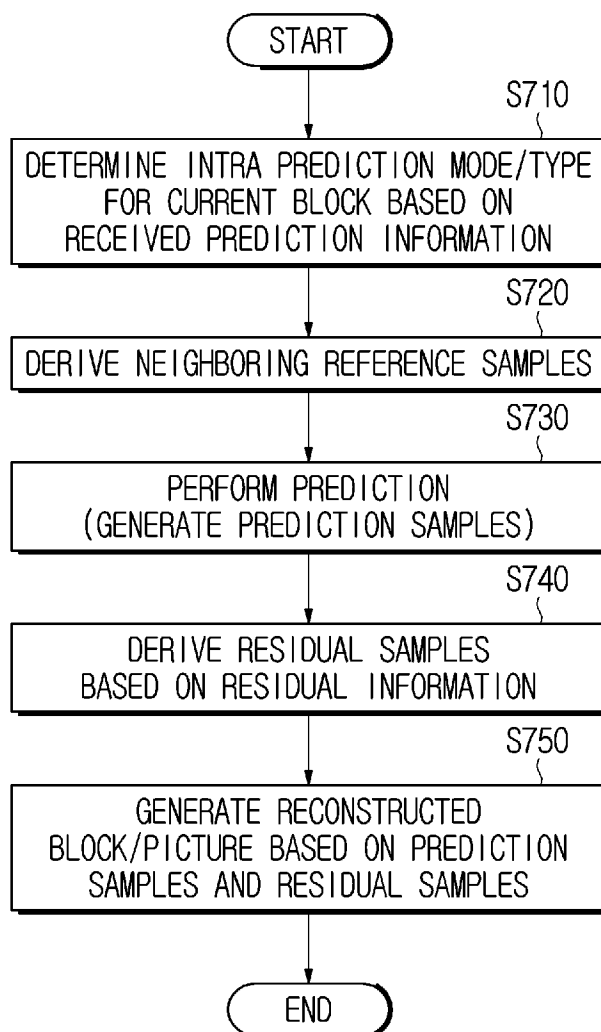 START
S710
DETERMINE INTRA PREDICTION MODE/TYPE
FOR CURRENT BLOCK BASED ON
RECEIVED PREDICTION INFORMATION
S720
DERIVE NEIGHBORING REFERENCE SAMPLES
S730
PERFORM PREDICTION
(GENERATE PREDICTION SAMPLES)
S740
DERIVE RESIDUAL SAMPLES
BASED ON RESIDUAL INFORMATION
S750
GENERATE RECONSTRUCTED
BLOCK/PICTURE BASED ON PREDICTION
SAMPLES AND RESIDUAL SAMPLES
END